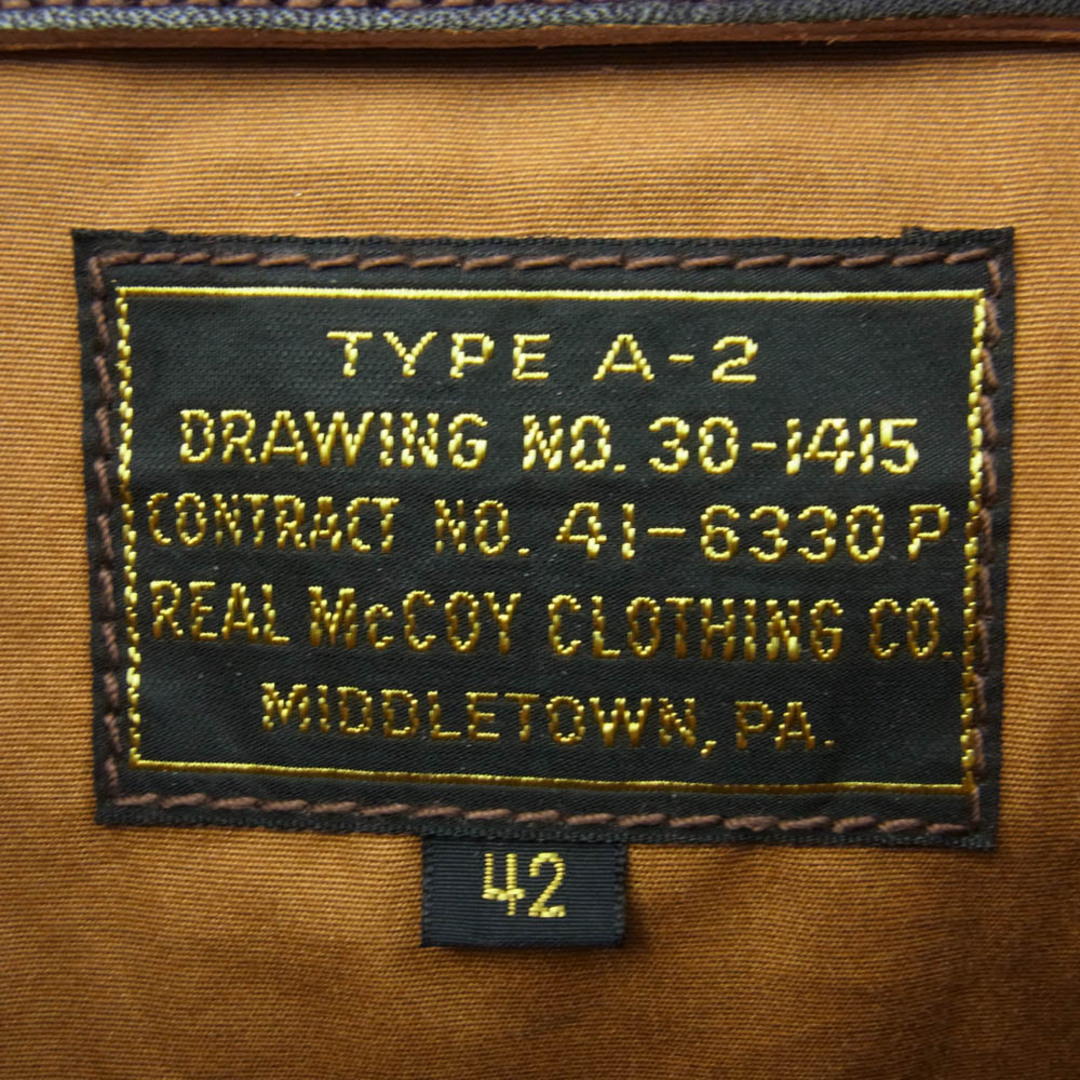 TYPE A-2
DRAWING NO. 30-1415
CONTRACT NO. 41-6330 P
REAL McCOY CLOTHING CO.
MIDDLETOWN, PA.
42